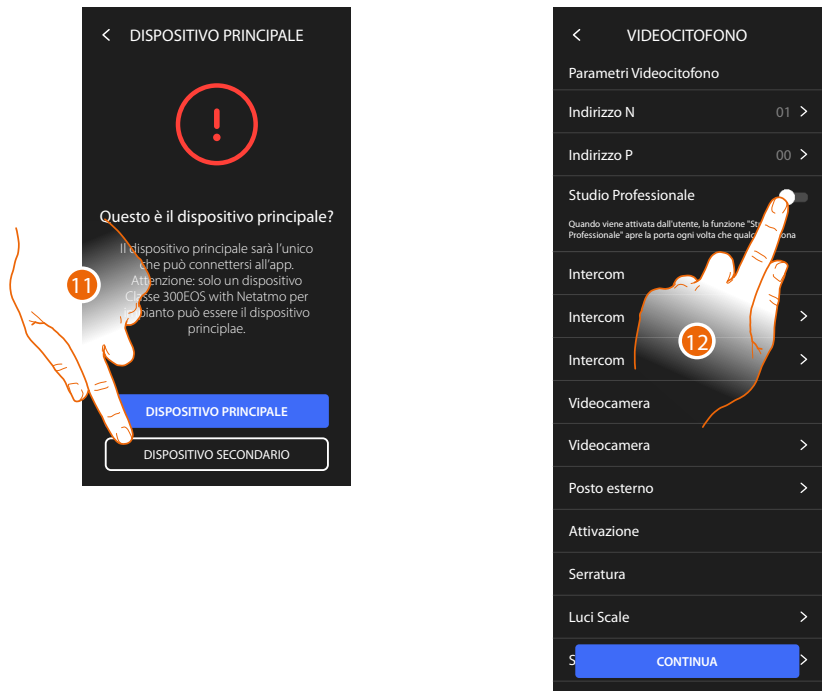 DISPOSITIVO PRINCIPALE
Questo è il dispositivo principale?
Il dispositivo principale sarà l'unico
che può connettersi all'app.
Attenzione: solo un dispositivo
Classe 300EOS with Netatmo per
impianto può essere il dispositivo
principlae.
11
DISPOSITIVO PRINCIPALE
DISPOSITIVO SECONDARIO
VIDEOCITOFONO
Parametri Videocitofono
Indirizzo N 01
Indirizzo P 00
Studio Professionale
Quando viene attivata dall'utente, la funzione "St
Professionale" apre la porta ogni volta che
Intercom
Intercom
12
Intercom
Videocamera
Videocamera
Posto esterno
Attivazione
Serratura
Luci Scale
S
CONTINUA